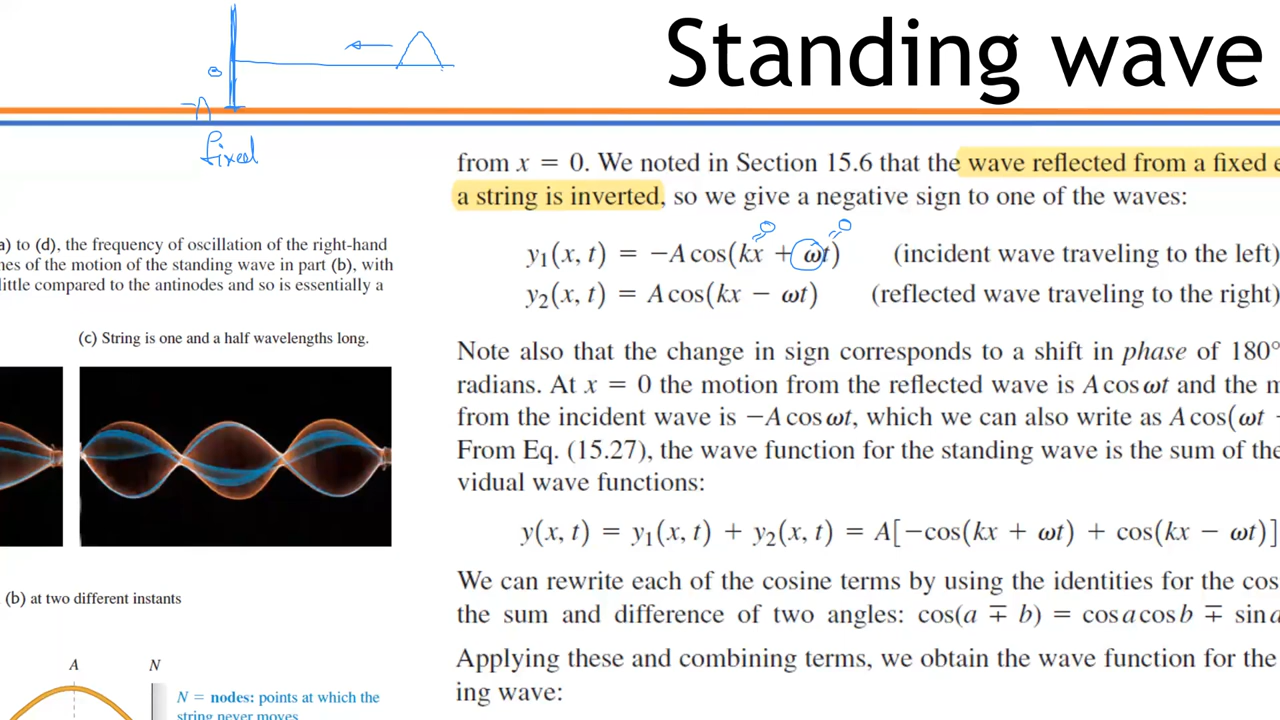 Standing wave
fixed
from x = 0. We noted in Section 15.6 that the wave reflected from a fixed e
a string is inverted, so we give a negative sign to one of the waves:
y₁(x, t) = −A cos(kx + ωt) (incident wave traveling to the left)
y₂(x, t) = A cos(kx − ωt) (reflected wave traveling to the right)
Note also that the change in sign corresponds to a shift in phase of 180°
radians. At x = 0 the motion from the reflected wave is A cos ωt and the m
from the incident wave is −A cos ωt, which we can also write as A cos(ωt
From Eq. (15.27), the wave function for the standing wave is the sum of the
vidual wave functions:
y(x, t) = y₁(x, t) + y₂(x, t) = A[−cos(kx + ωt) + cos(kx − ωt)]
We can rewrite each of the cosine terms by using the identities for the cos
the sum and difference of two angles: cos(a ∓ b) = cos a cos b ∓ sin a
Applying these and combining terms, we obtain the wave function for the
ing wave:
a) to (d), the frequency of oscillation of the right-hand
nes of the motion of the standing wave in part (b), with
little compared to the antinodes and so is essentially a
(c) String is one and a half wavelengths long.
(b) at two different instants
A N
N = nodes: points at which the
string never moves